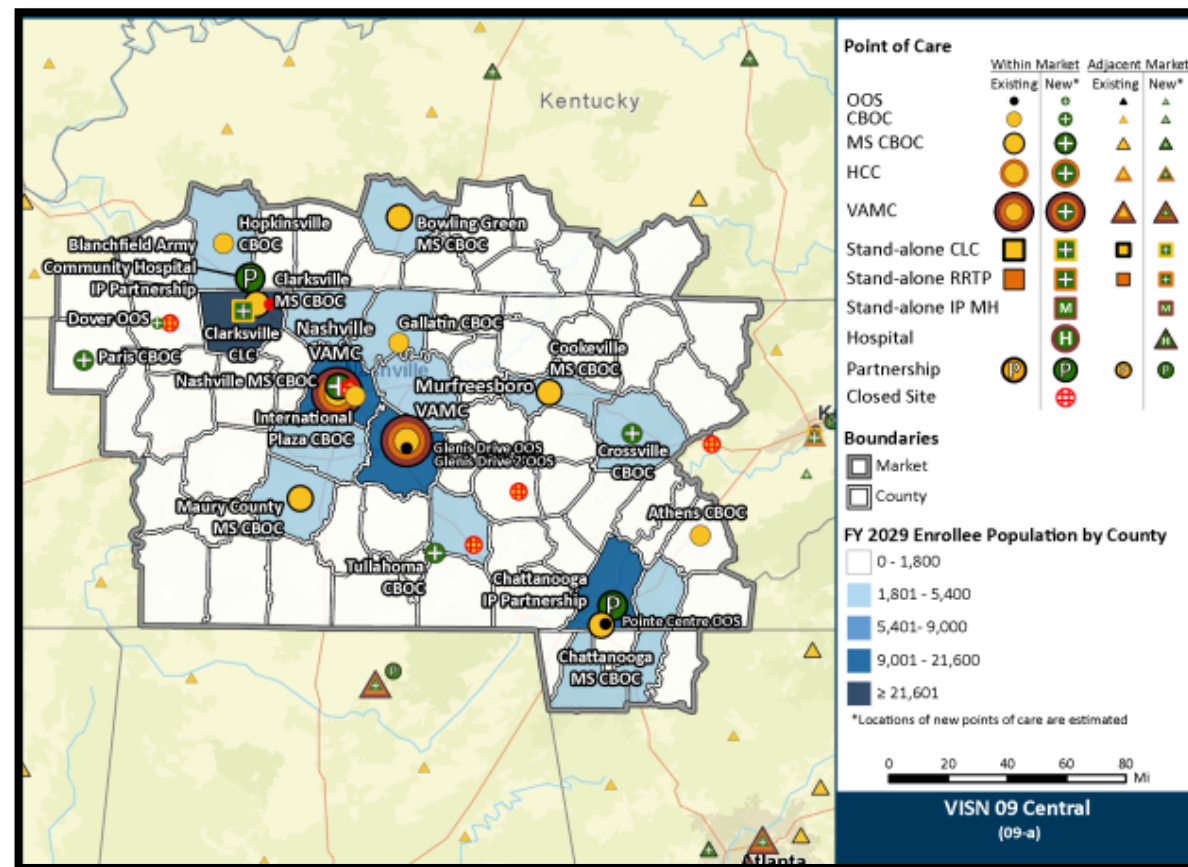 Kentucky
Hopkinsville
CBOC
Bowling Green
MS CBOC
Blanchfield Army
Community Hospital
IP Partnership
P
Clarksville
MS CBOC
Dover OOS
Clarksville
CLC
Nashville
VAMC
Gallatin CBOC
Cookeville
MS CBOC
Paris CBOC
Nashville MS CBOC
Murfreesboro
VAMC
International
Plaza CBOC
Glenis Drive OOS
Glenis Drive 2 OOS
Crossville
CBOC
Maury County
MS CBOC
Athens CBOC
Tullahoma
CBOC
Chattanooga
IP Partnership
P
Pointe Centre OOS
Chattanooga
MS CBOC
P
Atlanta
Point of Care
Within Market Adjacent Market
Existing New* Existing New*
OOS
CBOC
MS CBOC
HCC
VAMC
Stand-alone CLC
Stand-alone RRTP
Stand-alone IP MH M M
Hospital H H
Partnership P P P P
Closed Site
Boundaries
Market
County
FY 2029 Enrollee Population by County
0 - 1,800
1,801 - 5,400
5,401- 9,000
9,001 - 21,600
≥ 21,601
*Locations of new points of care are estimated
0 20 40 60 80
Mi
VISN 09 Central
(09-a)